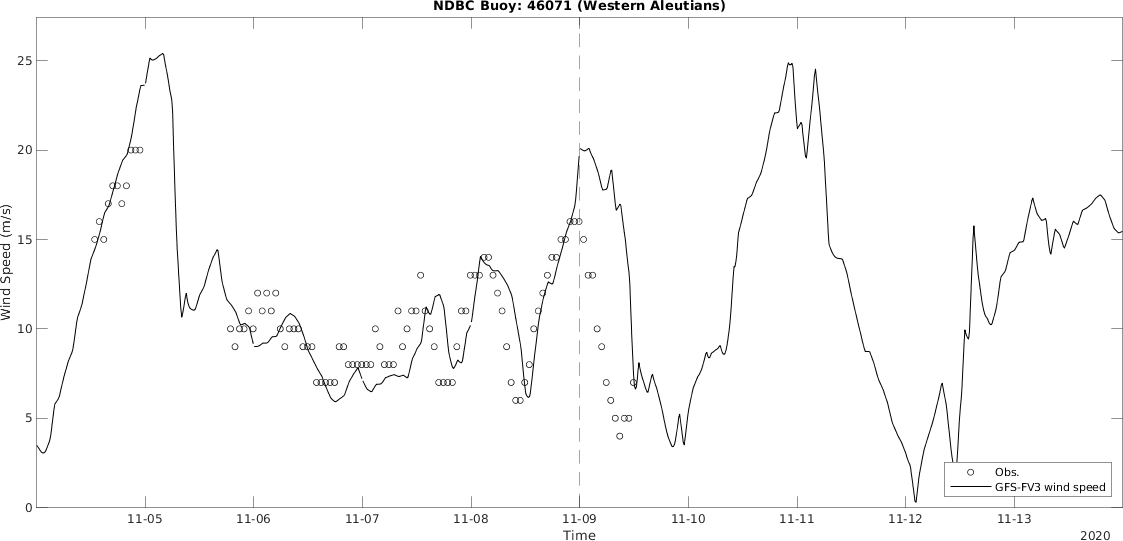 NDBC Buoy: 46071 (Western Aleutians)
25
20
15
10
5
0
Wind Speed (m/s)
Obs.
GFS-FV3 wind speed
11-05 11-06 11-07 11-08 11-09 11-10 11-11 11-12 11-13
Time
2020